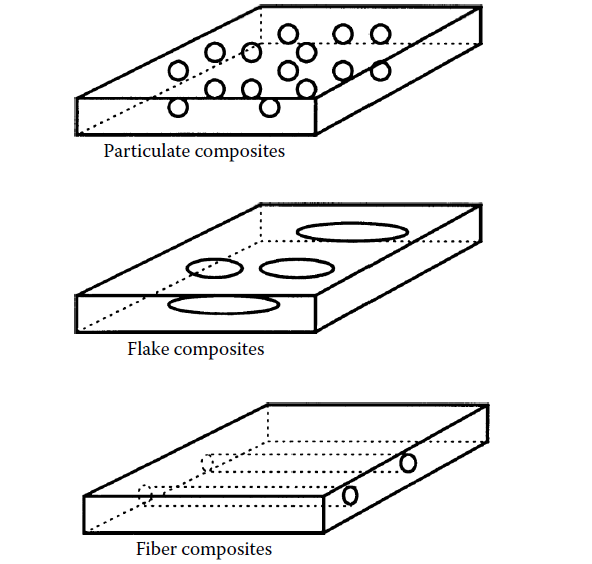 Particulate composites
Flake composites
Fiber composites